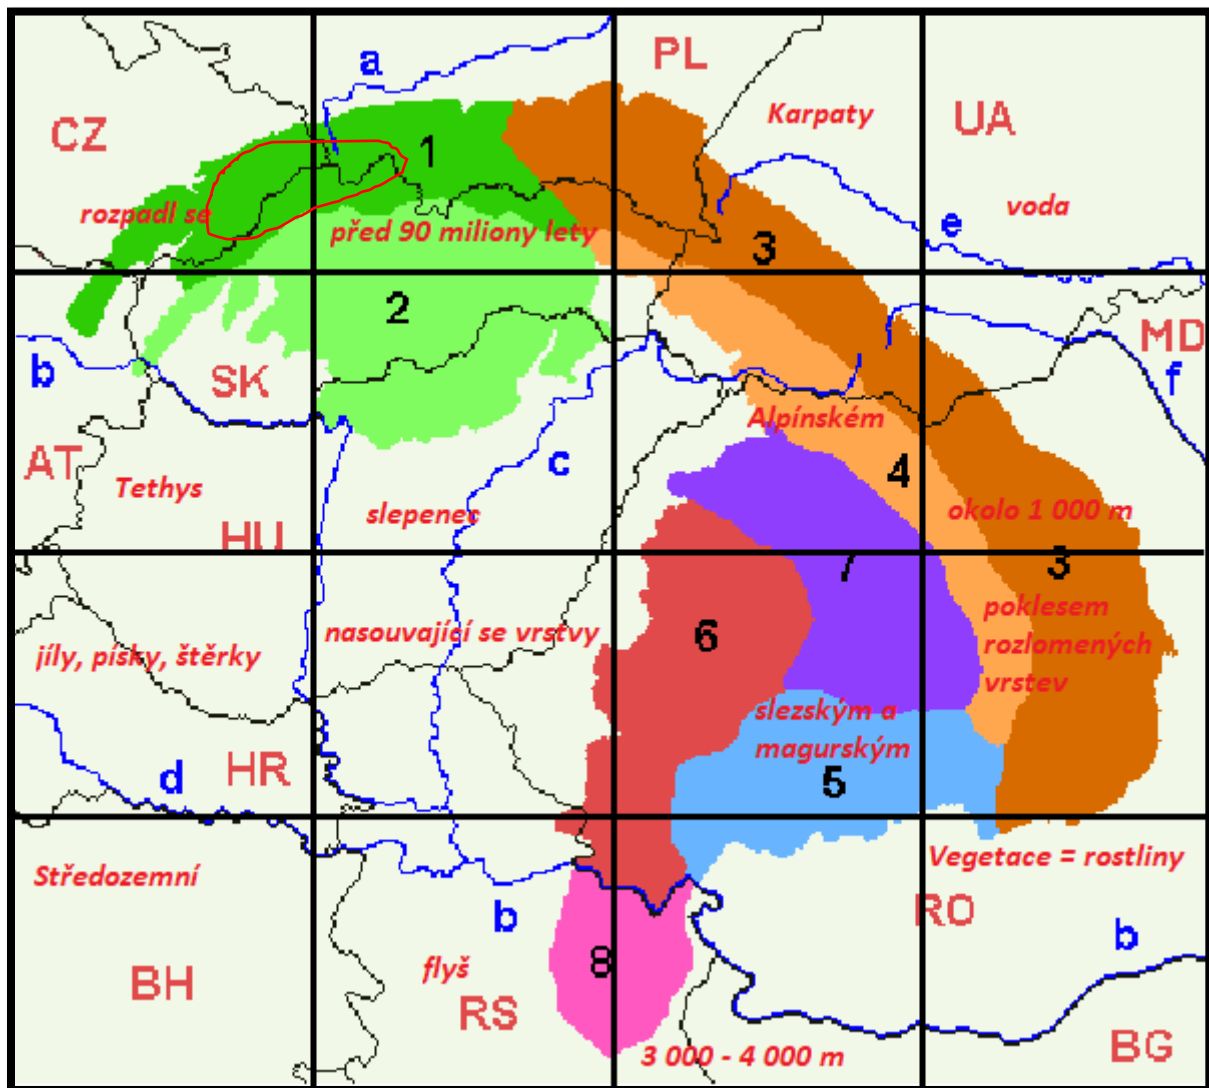 PL
a
Karpaty
UA
CZ
1
rozpadl se
před 90 miliony lety
voda
e
3
2
MD
b
SK
f
Alpínském
AT
c
4
Tethys
slepenec
okolo 1 000 m
HU
7
3
jíly, písky, štěrky
nasouvající se vrstvy
6
poklesem
rozlomených
vrstev
slezským a
magurským
HR
d
5
Středozemní
Vegetace = rostliny
b
RO
b
flyš
8
BH
RS
3 000 - 4 000 m
BG